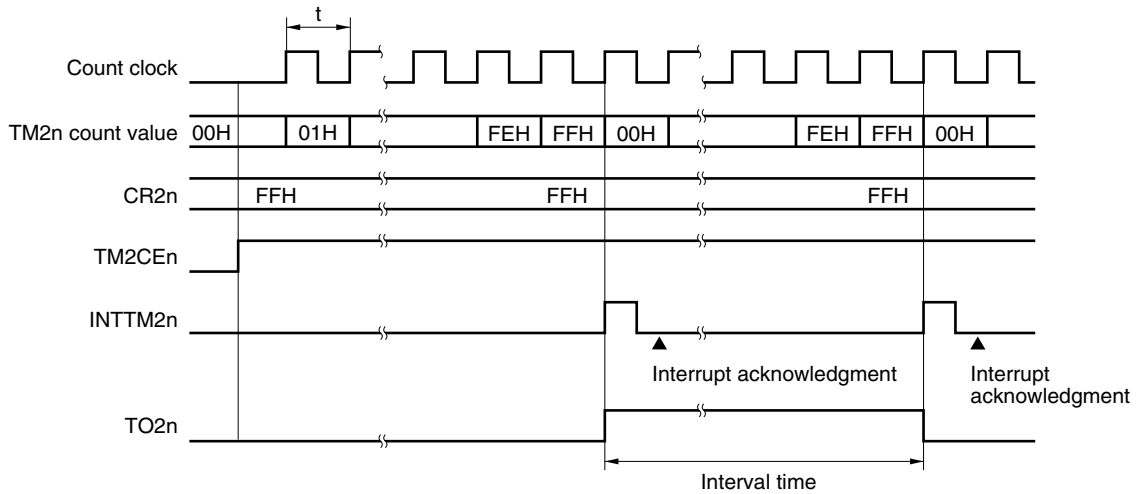 t
Count clock
TM2n count value 00H 01H FEH FFH 00H FEH FFH 00H
CR2n FFH FFH FFH
TM2CEn
INTTM2n
Interrupt acknowledgment
Interrupt
acknowledgment
TO2n
Interval time